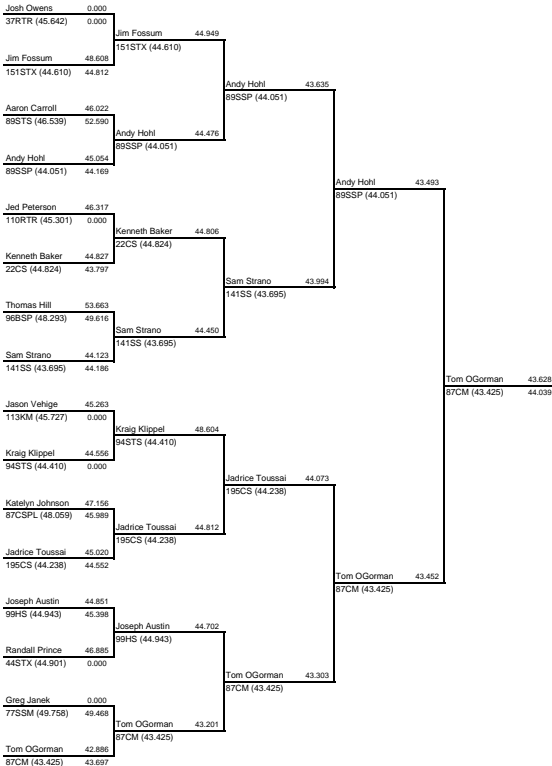 Josh Owens 0.000
37RTR (45.642) 0.000
Jim Fossum 44.949
151STX (44.610)
Jim Fossum 48.608
151STX (44.610) 44.812
Andy Hohl 43.635
89SSP (44.051)
Aaron Carroll 46.022
89STS (46.539) 52.590
Andy Hohl 44.476
89SSP (44.051)
Andy Hohl 45.054
89SSP (44.051) 44.169
Andy Hohl 43.493
89SSP (44.051)
Jed Peterson 46.317
110RTR (45.301) 0.000
Kenneth Baker 44.806
22CS (44.824)
Kenneth Baker 44.827
22CS (44.824) 43.797
Sam Strano 43.994
141SS (43.695)
Thomas Hill 53.663
96BSP (48.293) 49.616
Sam Strano 44.450
141SS (43.695)
Sam Strano 44.123
141SS (43.695) 44.186
Tom OGorman 43.628
87CM (43.425) 44.039
Jason Vehige 45.263
113KM (45.727) 0.000
Kraig Klippel 48.604
94STS (44.410)
Kraig Klippel 44.556
94STS (44.410) 0.000
Jadrice Toussai 44.073
195CS (44.238)
Katelyn Johnson 47.156
87CSPL (48.059) 45.989
Jadrice Toussai 44.812
195CS (44.238)
Jadrice Toussai 45.020
195CS (44.238) 44.552
Tom OGorman 43.452
87CM (43.425)
Joseph Austin 44.851
99HS (44.943) 45.398
Joseph Austin 44.702
99HS (44.943)
Randall Prince 46.885
44STX (44.901) 0.000
Tom OGorman 43.303
87CM (43.425)
Greg Janek 0.000
77SSM (49.758) 49.468
Tom OGorman 43.201
87CM (43.425)
Tom OGorman 42.886
87CM (43.425) 43.697